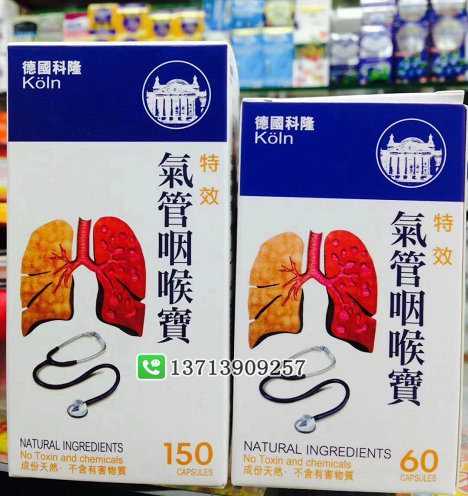 德國科隆
Köln
特效
氣管咽喉寶
NATURAL INGREDIENTS
No Toxin and chemicals
成份天然，不含有害物質
150
CAPSULES
德國科隆
Köln
特效
氣管咽喉寶
NATURAL INGREDIENTS
No Toxin and chemicals
成份天然，不含有害物質
60
CAPSULES
13713909257